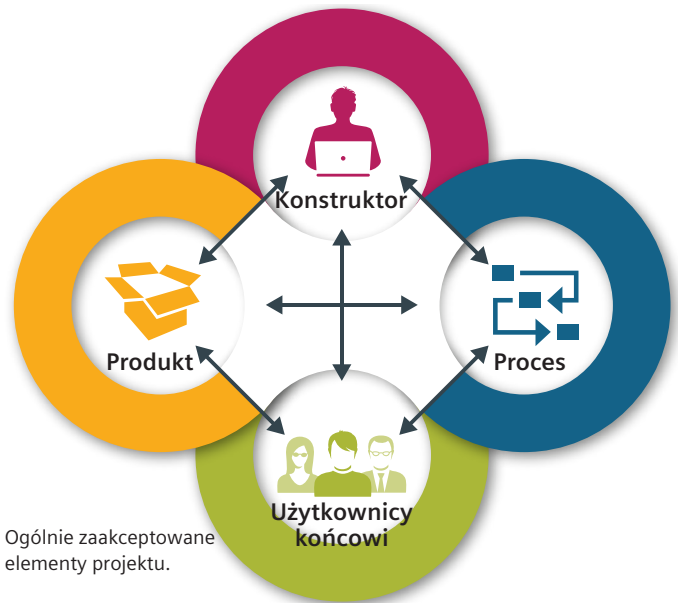 Konstruktor
Produkt
Proces
Użytkownicy
końcowi
Ogólnie zaakceptowane
elementy projektu.